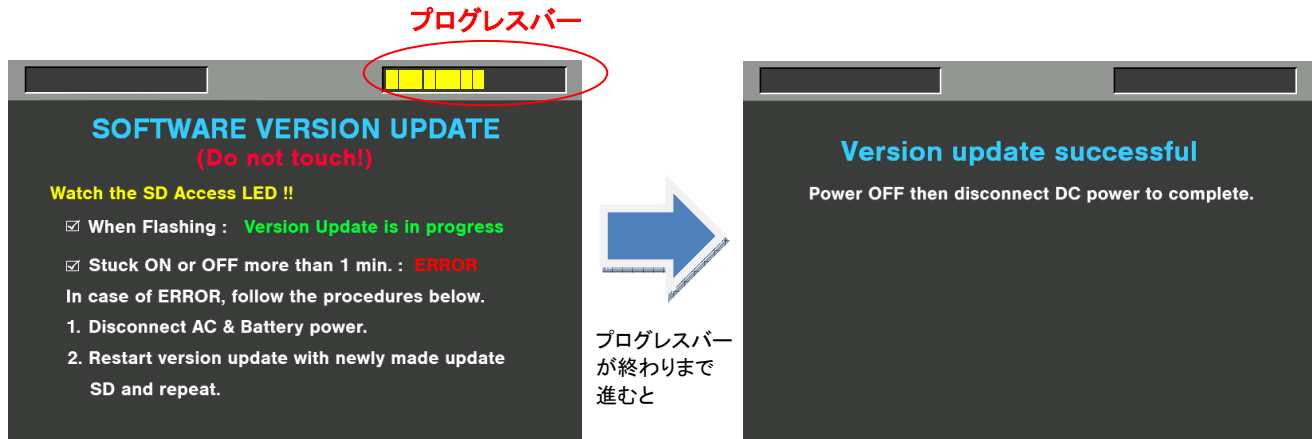 プログレスバー
SOFTWARE VERSION UPDATE
(Do not touch!)
Watch the SD Access LED !!
☑ When Flashing : Version Update is in progress
☑ Stuck ON or OFF more than 1 min. : ERROR
In case of ERROR, follow the procedures below.
1. Disconnect AC & Battery power.
2. Restart version update with newly made update
SD and repeat.
プログレスバー
が終わりまで
進むと
Version update successful
Power OFF then disconnect DC power to complete.